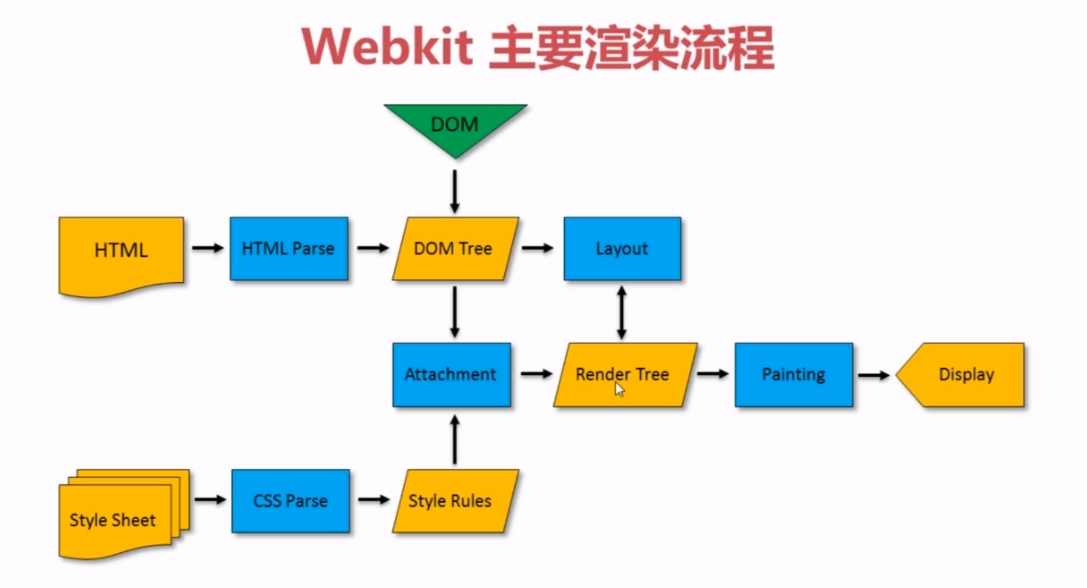 Webkit 主要渲染流程
DOM
HTML
HTML Parse
DOM Tree
Layout
Attachment
Render Tree
Painting
Display
Style Sheet
CSS Parse
Style Rules